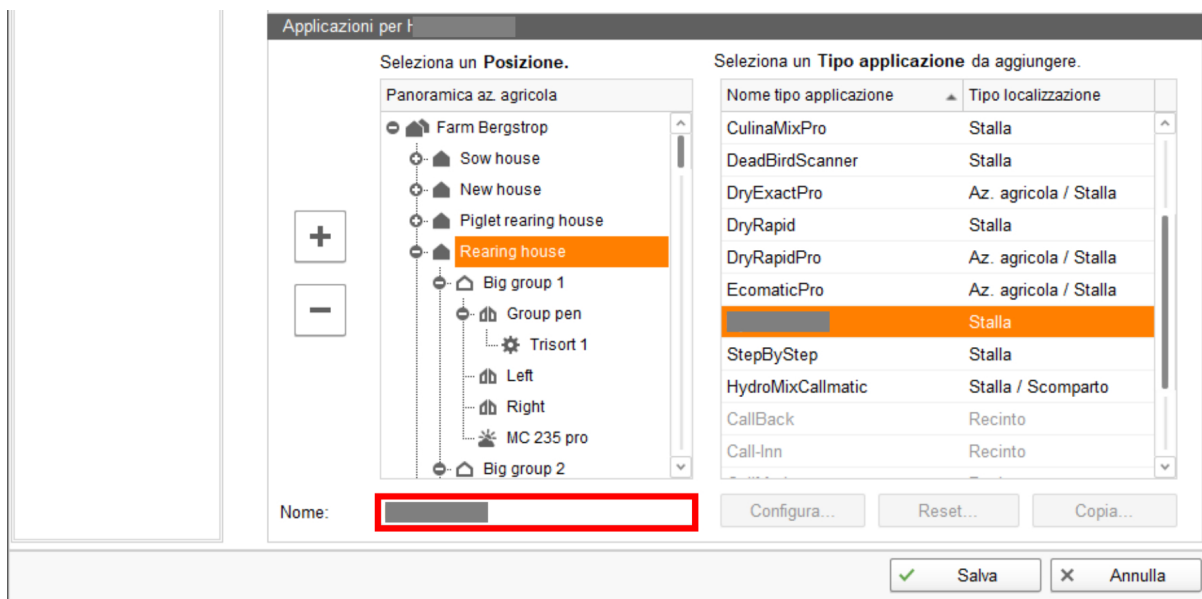 Applicazioni per H
Seleziona un Posizione.
Panoramica az. agricola
Farm Bergstrop
Sow house
New house
Piglet rearing house
Rearing house
Big group 1
Group pen
Trisort 1
Left
Right
MC 235 pro
Big group 2
Nome:
Seleziona un Tipo applicazione da aggiungere.
Nome tipo applicazione Tipo localizzazione
CulinaMixPro Stalla
DeadBirdScanner Stalla
DryExactPro Az. agricola / Stalla
DryRapid Stalla
DryRapidPro Az. agricola / Stalla
EcomaticPro Az. agricola / Stalla
Stalla
StepByStep Stalla
HydroMixCallmatic Stalla / Scomparto
CallBack Recinto
Call-Inn Recinto
Configura... Reset... Copia...
Salva Annulla